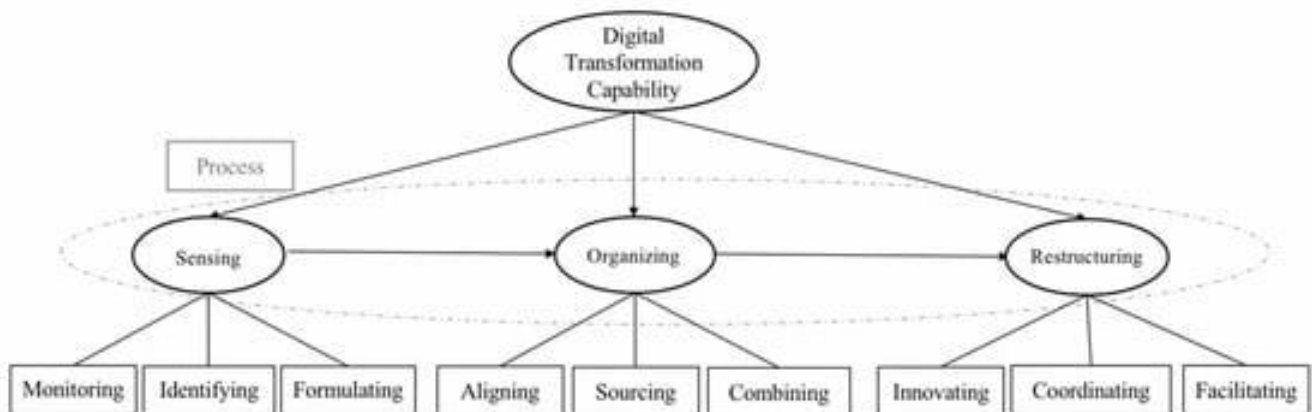 Digital
Transformation
Capability
Process
Sensing
Organizing
Restructuring
Monitoring
Identifying
Formulating
Aligning
Sourcing
Combining
Innovating
Coordinating
Facilitating